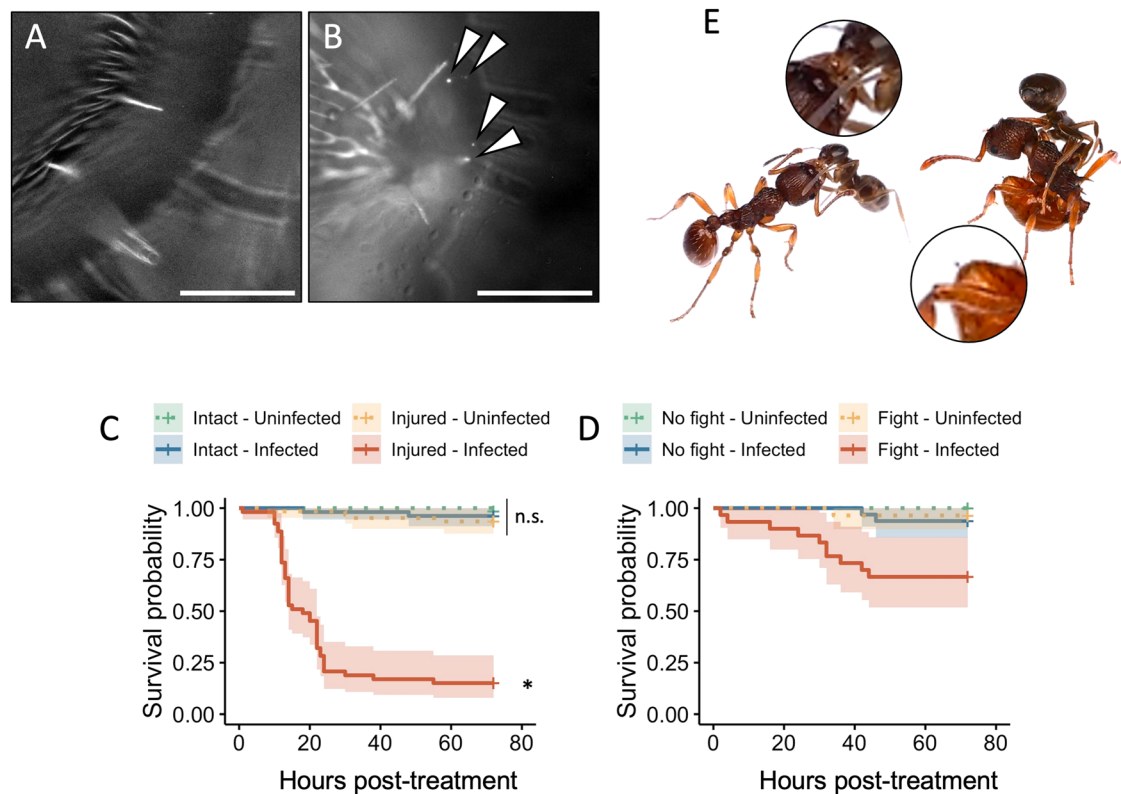 A
B
E
C
Intact - Uninfected
Injured - Uninfected
Intact - Infected
Injured - Infected
D
No fight - Uninfected
Fight - Uninfected
No fight - Infected
Fight - Infected
Survival probability
1.00
0.75
0.50
0.25
0.00
n.s.
*
0
20
40
60
80
Hours post-treatment
Survival probability
1.00
0.75
0.50
0.25
0.00
0
20
40
60
80
Hours post-treatment